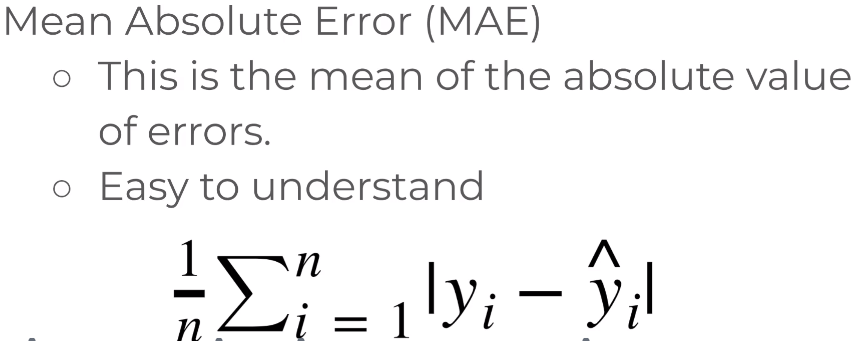 Mean Absolute Error (MAE)
○ This is the mean of the absolute value
of errors.
○ Easy to understand
1/n ∑ⁿᵢ ₌ ₁ |yᵢ − ŷᵢ|